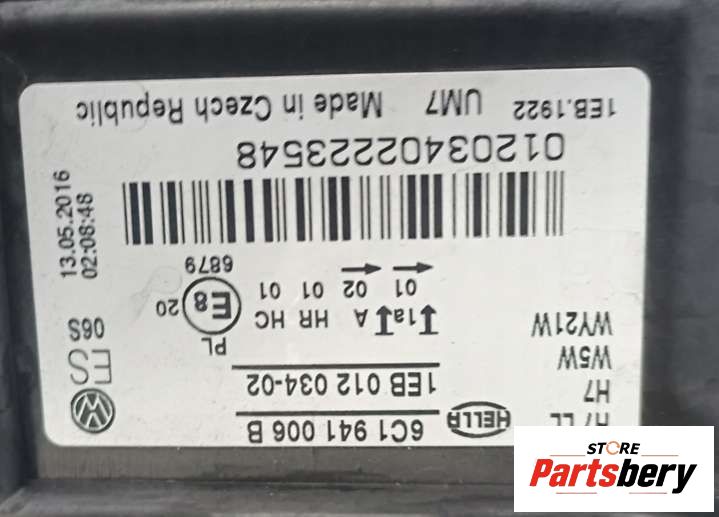 6C1 941 006 B
HELLA
H7 LL
1EB 012 034-02
H7
W5W
WY21W
PL
E8
20
6879
1a A HR HC
01 02 01 01
ES
06S
13.05.2016
02:08:48
01203402223548
1EB.1922 UM7 Made in Czech Republic
STORE
Partsbery